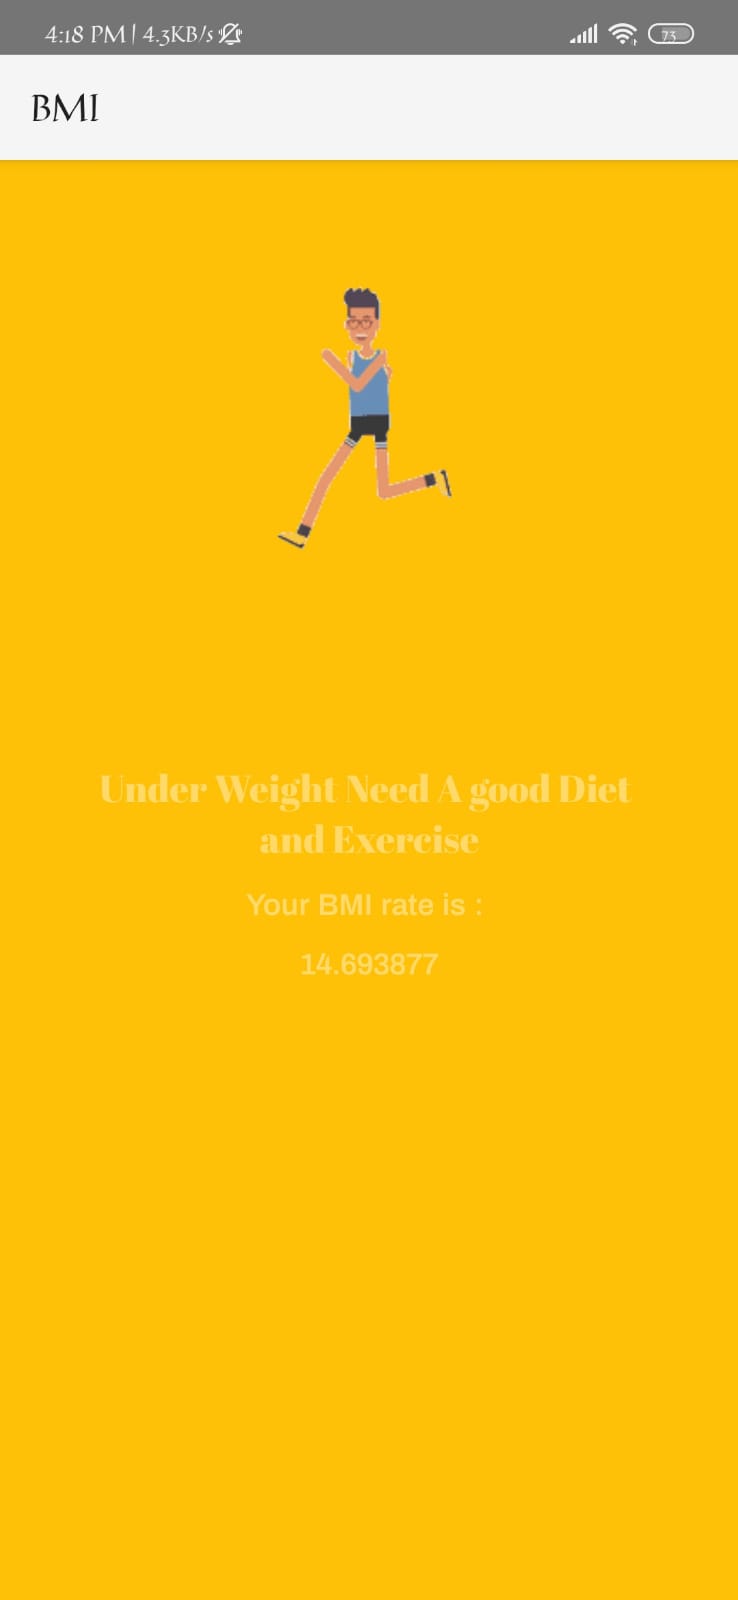 4:18 PM | 4.3KB/s
73
BMI
Under Weight Need A good Diet
and Exercise
Your BMI rate is :
14.693877